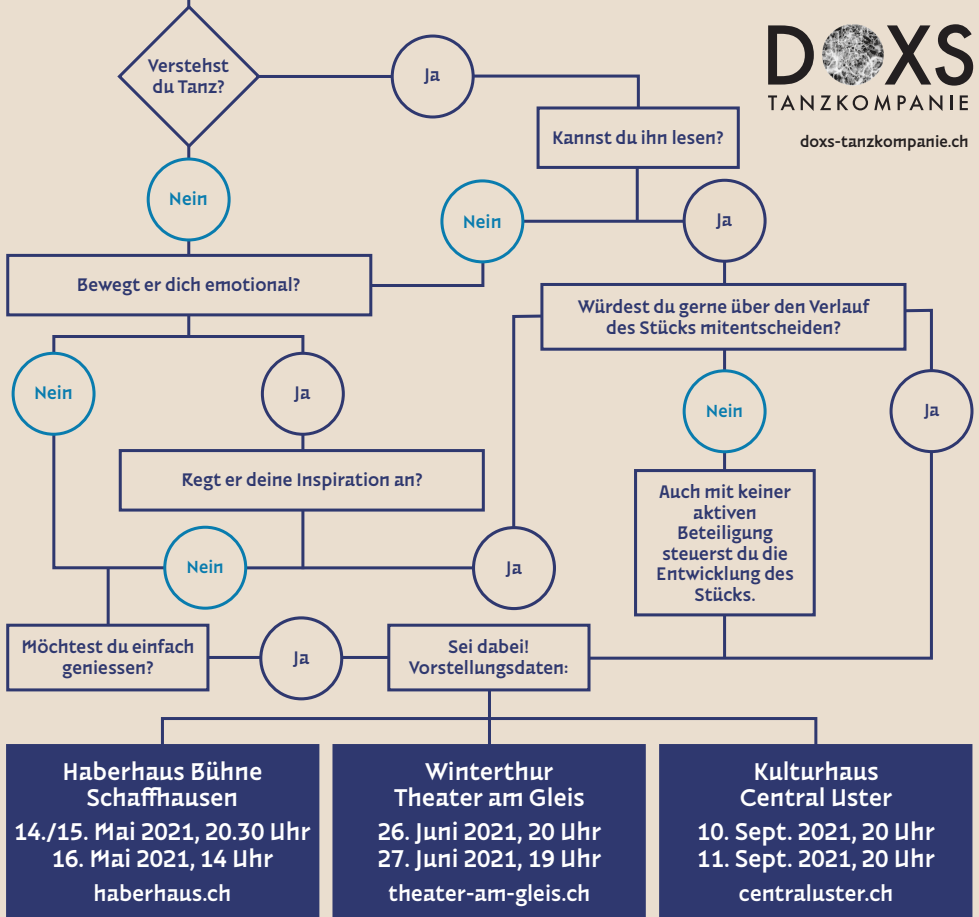 DOXS
TANZKOMPANIE
doxs-tanzkompanie.ch
Verstehst
du Tanz?
Ja
Kannst du ihn lesen?
Nein
Nein
Ja
Bewegt er dich emotional?
Würdest du gerne über den Verlauf
des Stücks mitentscheiden?
Nein
Ja
Nein
Ja
Regt er deine Inspiration an?
Auch mit keiner
aktiven
Beteiligung
steuerst du die
Entwicklung des
Stücks.
Nein
Ja
Möchtest du einfach
geniessen?
Ja
Sei dabei!
Vorstellungsdaten:
Haberhaus Bühne
Schaffhausen
14./15. Mai 2021, 20.30 Uhr
16. Mai 2021, 14 Uhr
haberhaus.ch
Winterthur
Theater am Gleis
26. Juni 2021, 20 Uhr
27. Juni 2021, 19 Uhr
theater-am-gleis.ch
Kulturhaus
Central Uster
10. Sept. 2021, 20 Uhr
11. Sept. 2021, 20 Uhr
centraluster.ch